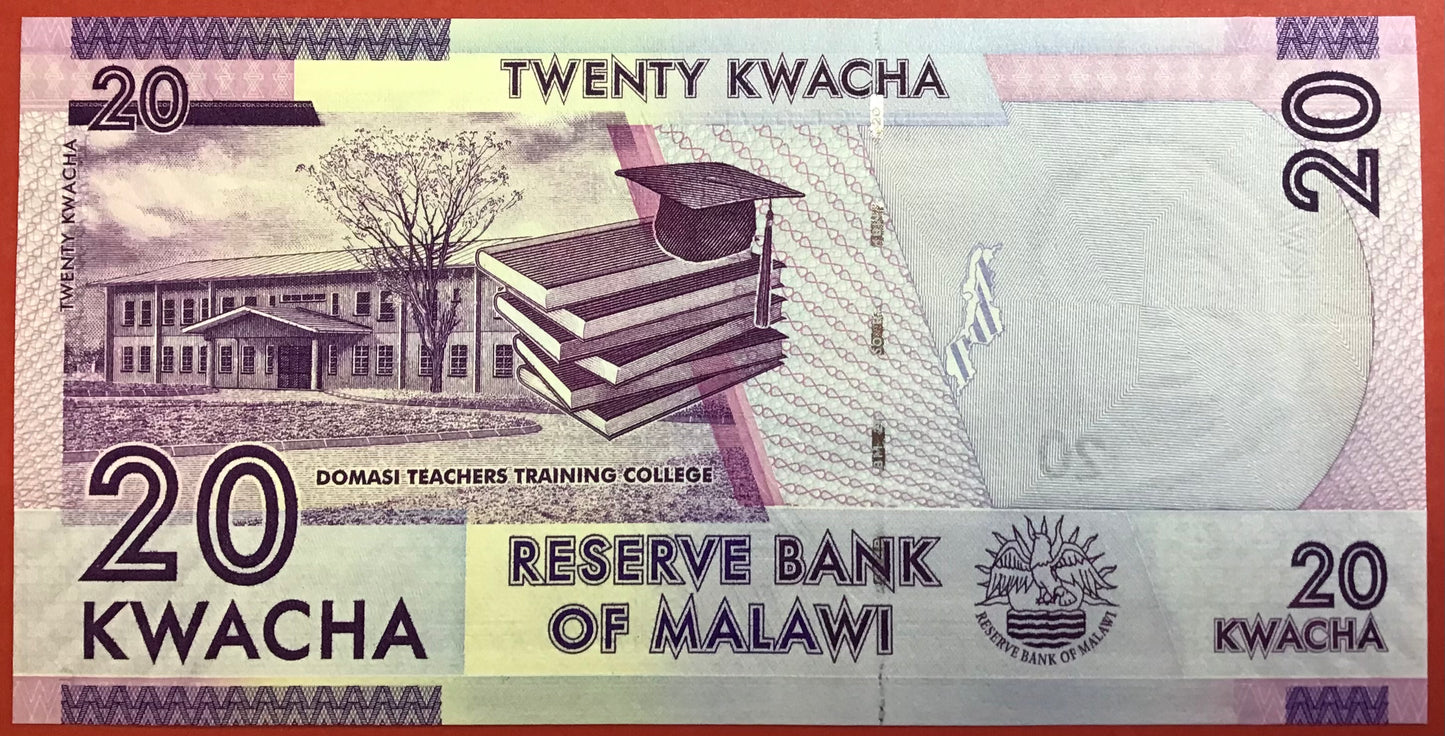 20
TWENTY KWACHA
20
TWENTY KWACHA
DOMASI TEACHERS TRAINING COLLEGE
20
KWACHA
RESERVE BANK
OF MALAWI
RESERVE BANK OF MALAWI
20
KWACHA